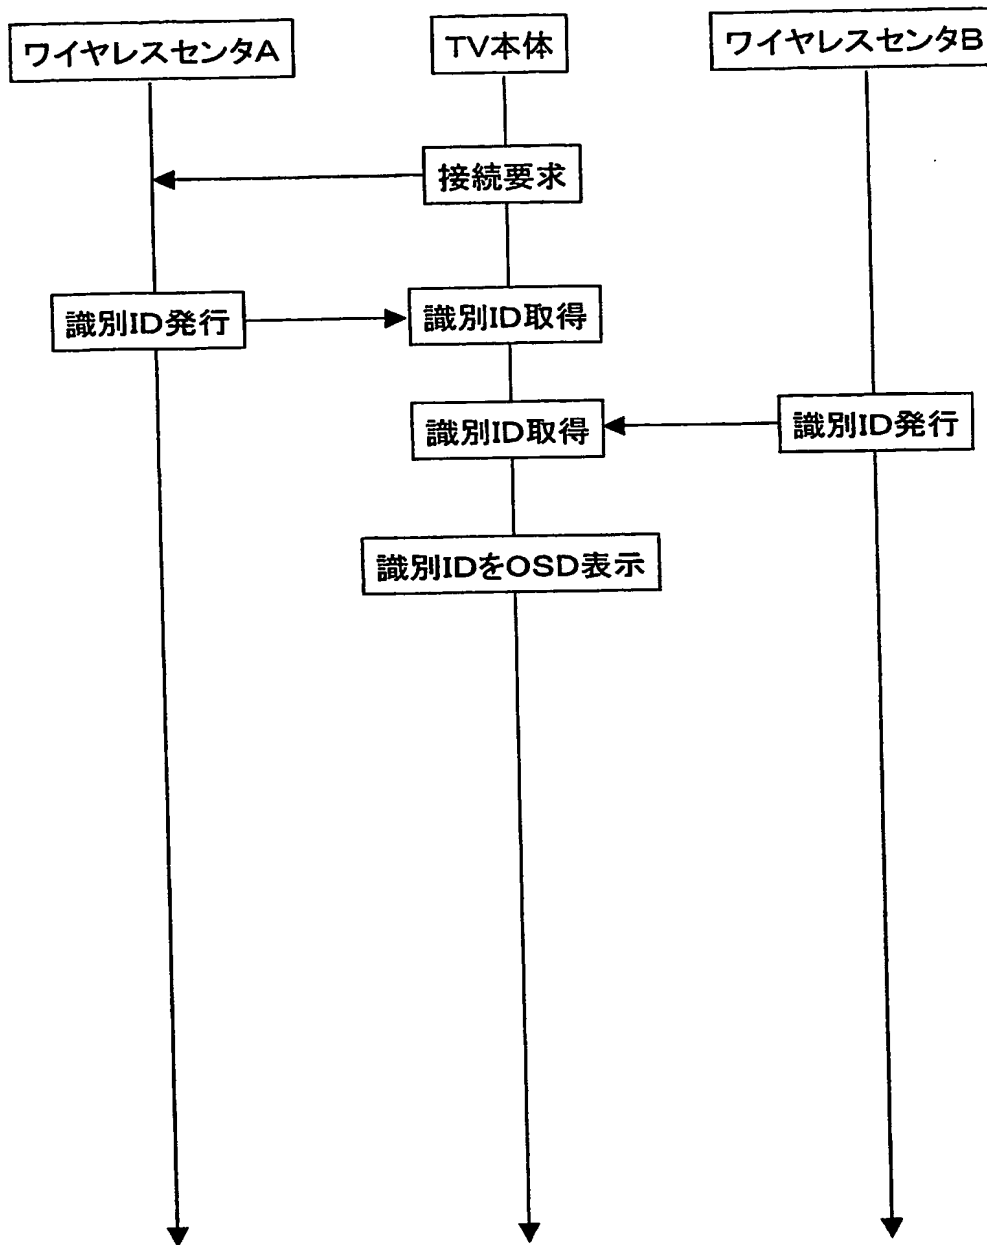 ワイヤレスセンタA
TV本体
ワイヤレスセンタB
接続要求
識別ID発行
識別ID取得
識別ID取得
識別ID発行
識別IDをOSD表示